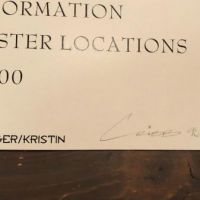 ORMATION
STER LOCATIONS
00
GER/KRISTIN